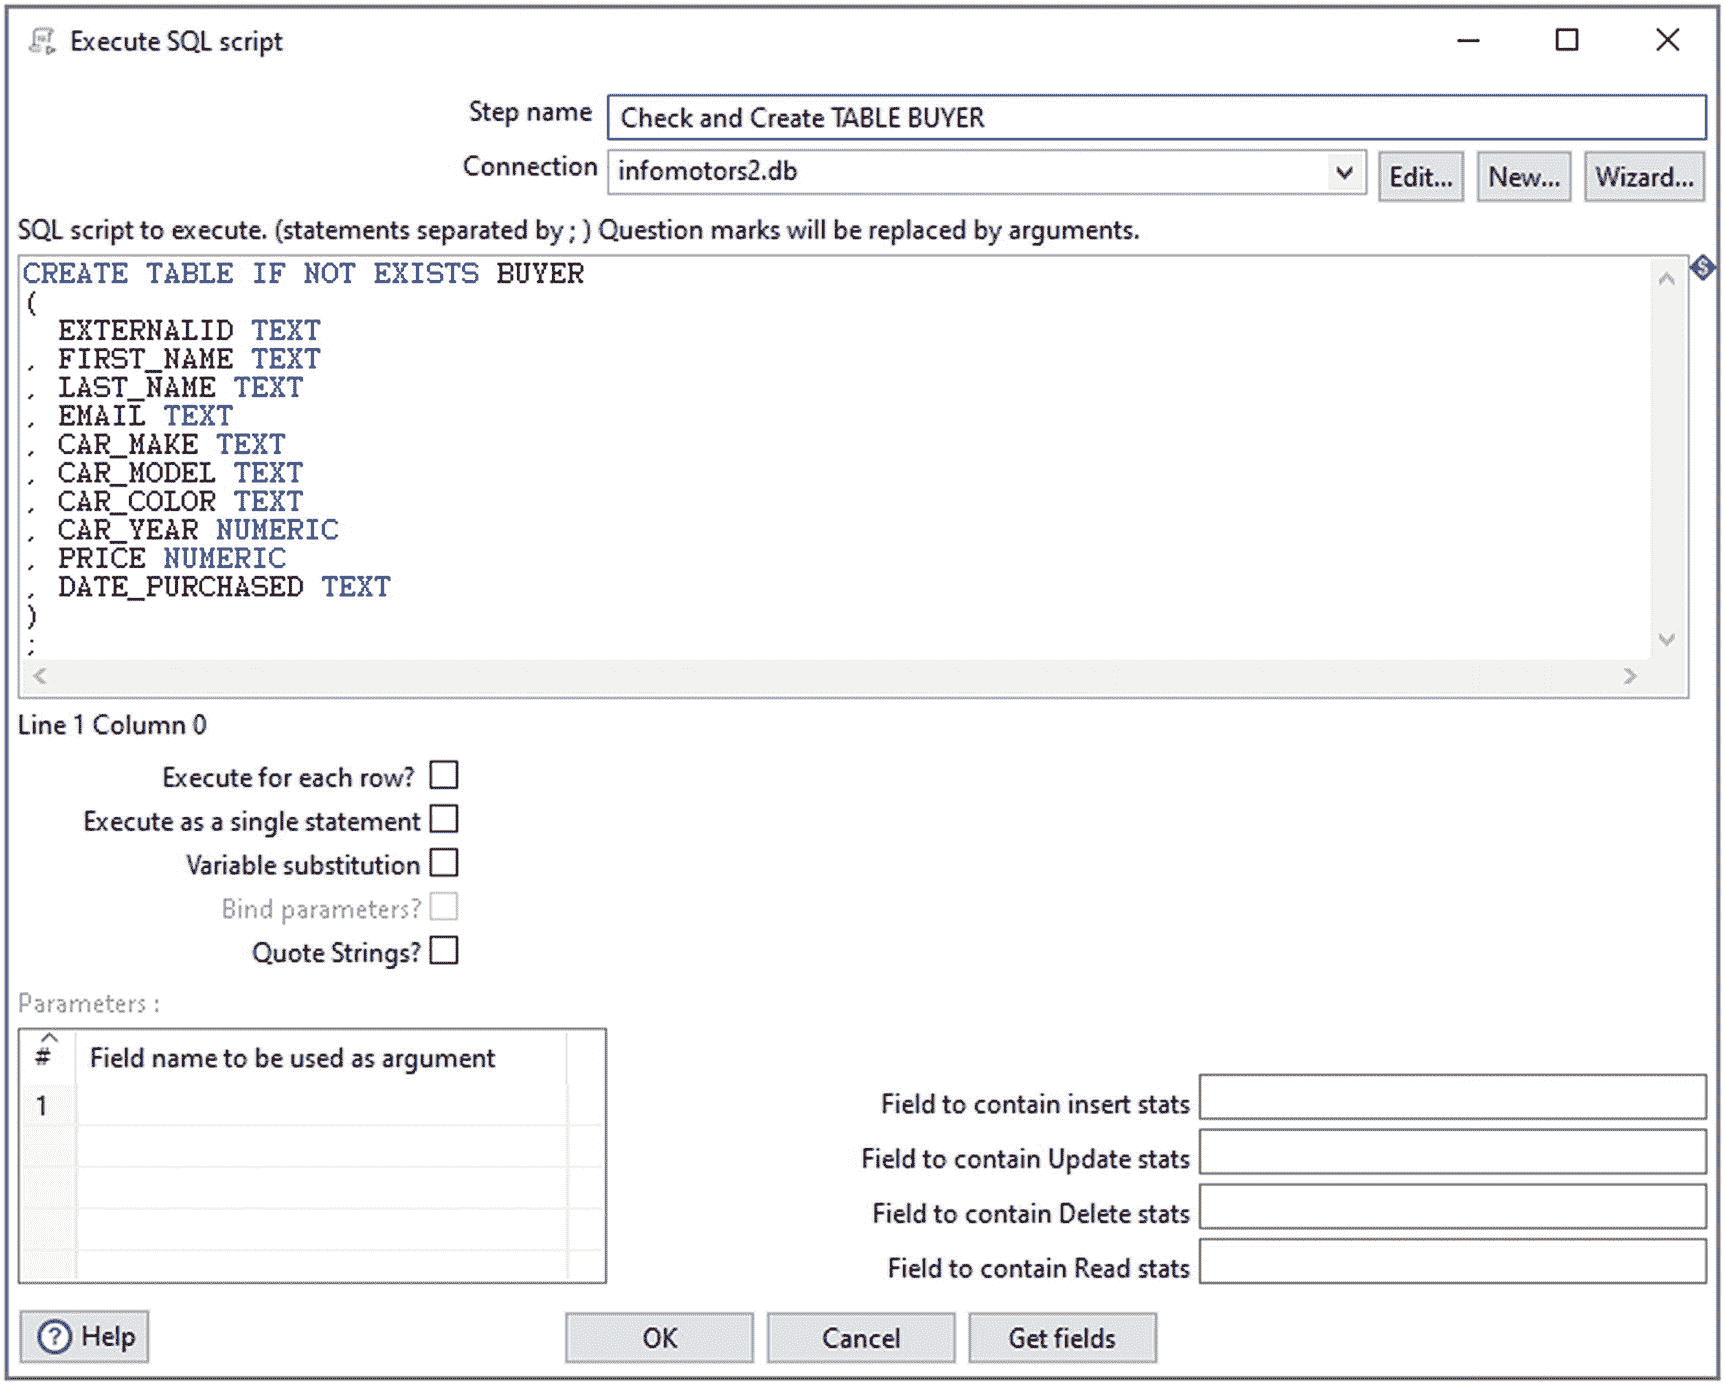 Execute SQL script
Step name Check and Create TABLE BUYER
Connection infomotors2.db Edit... New... Wizard...
SQL script to execute. (statements separated by ; ) Question marks will be replaced by arguments.
CREATE TABLE IF NOT EXISTS BUYER
(
EXTERNALID TEXT
, FIRST_NAME TEXT
, LAST_NAME TEXT
, EMAIL TEXT
, CAR_MAKE TEXT
, CAR_MODEL TEXT
, CAR_COLOR TEXT
, CAR_YEAR NUMERIC
, PRICE NUMERIC
, DATE_PURCHASED TEXT
)
;
Line 1 Column 0
Execute for each row?
Execute as a single statement
Variable substitution
Bind parameters?
Quote Strings?
Parameters :
# Field name to be used as argument
1
Field to contain insert stats
Field to contain Update stats
Field to contain Delete stats
Field to contain Read stats
? Help OK Cancel Get fields